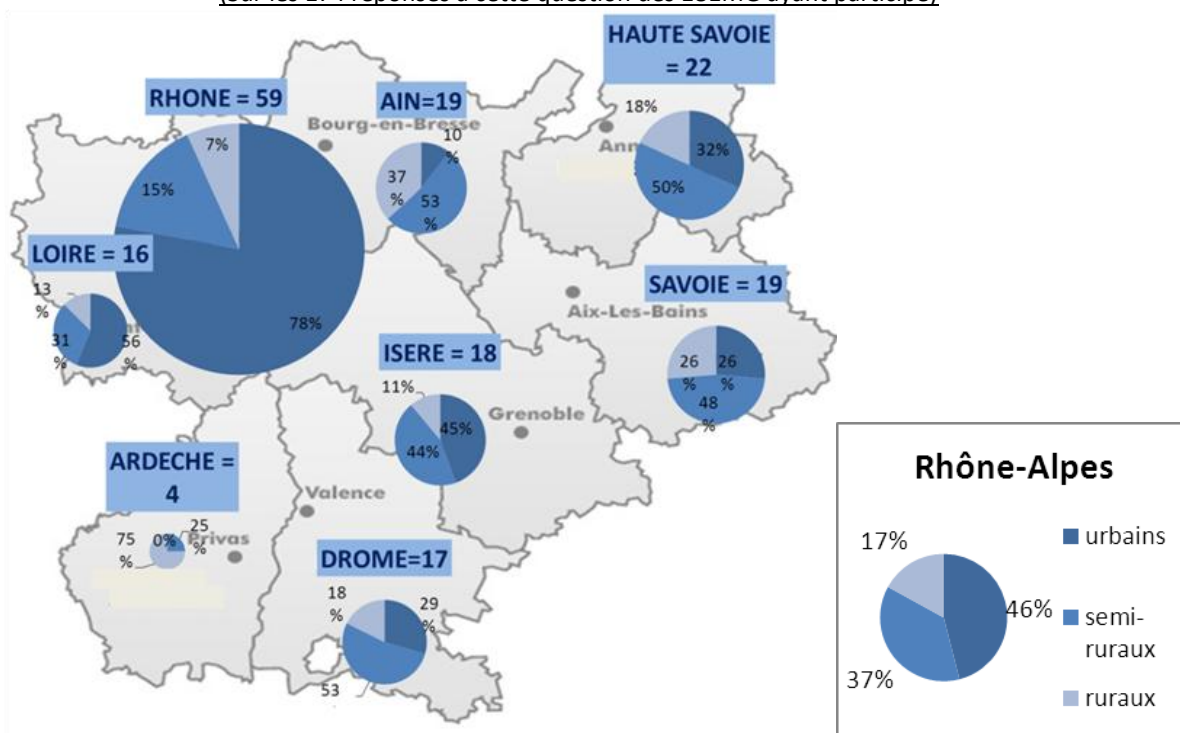 HAUTE SAVOIE
= 22
18%
32%
50%
RHONE = 59
7%
15%
78%
AIN=19
Bourg-en-Bresse
10
%
37
%
53
%
Ann
LOIRE = 16
13
%
31
%
56
%
SAVOIE = 19
Aix-Les-Bains
26
%
26
%
48
%
ISERE = 18
11%
45%
44%
Grenoble
ARDECHE =
4
75
%
0%
25
%
Privas
Valence
DROME=17
18
%
29
%
53
Rhône-Alpes
17%
46%
37%
urbains
semi-
ruraux
ruraux